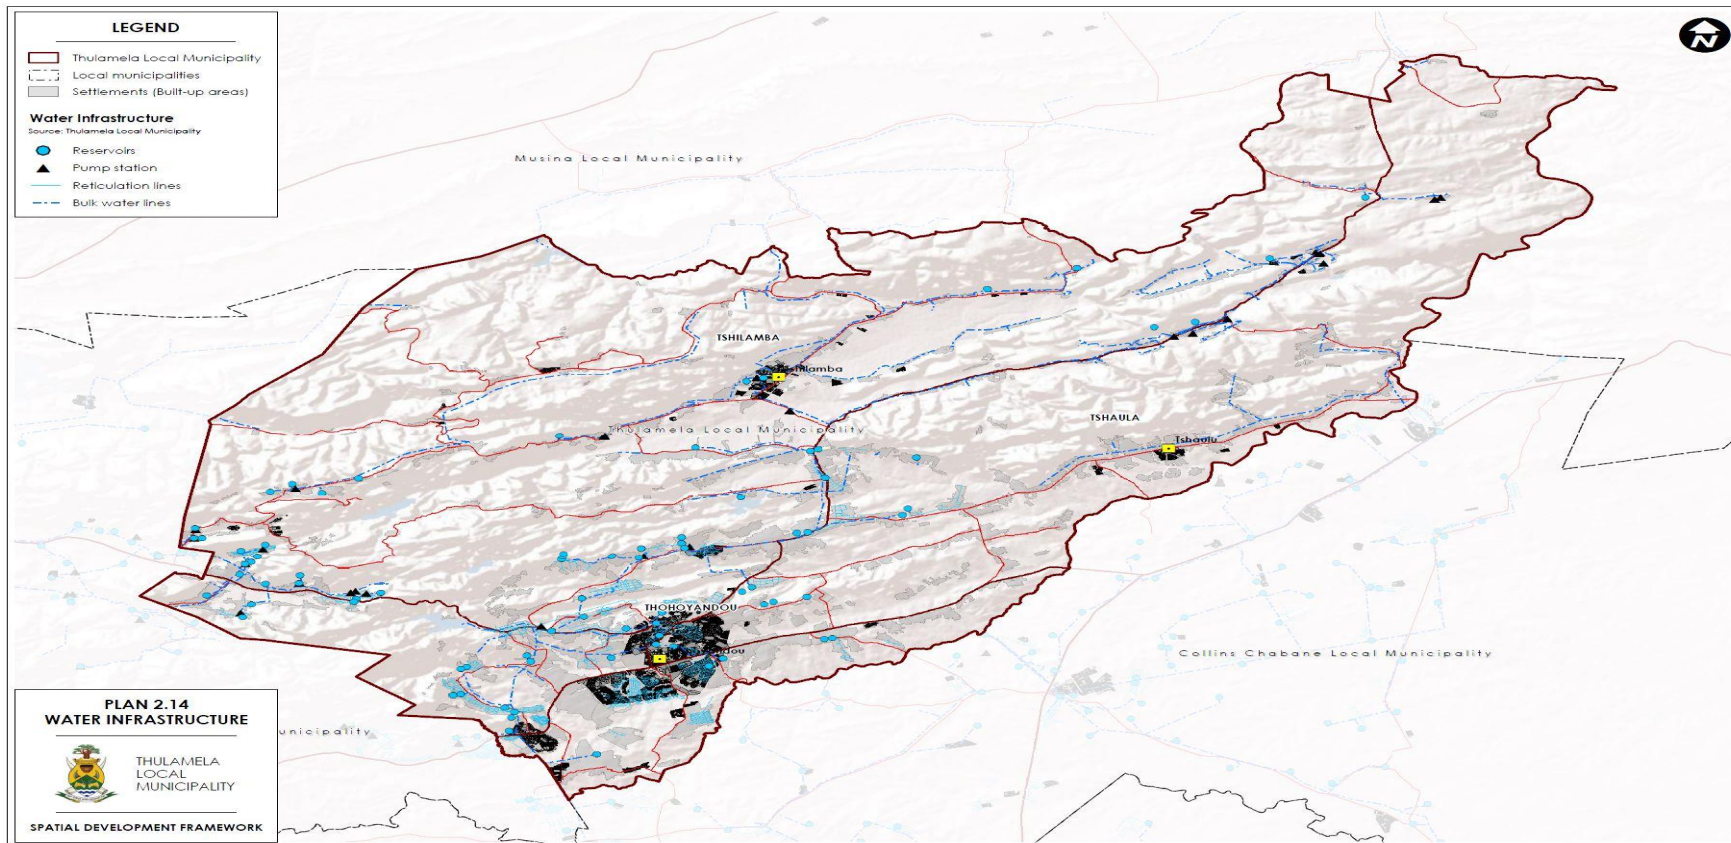 LEGEND
Thulamela Local Municipality
Local municipalities
Settlements (Built-up areas)
Water Infrastructure
Source: Thulamela Local Municipality
Reservoirs
Pump station
Reticulation lines
Bulk water lines
N
Musina Local Municipality
TSHILAMBA
Tshilamba
TSHAULA
Tshaulu
Thulamela Local Municipality
THOHOYANDOU
Collins Chabane Local Municipality
unicipality
PLAN 2.14
WATER INFRASTRUCTURE
THULAMELA
LOCAL
MUNICIPALITY
SPATIAL DEVELOPMENT FRAMEWORK